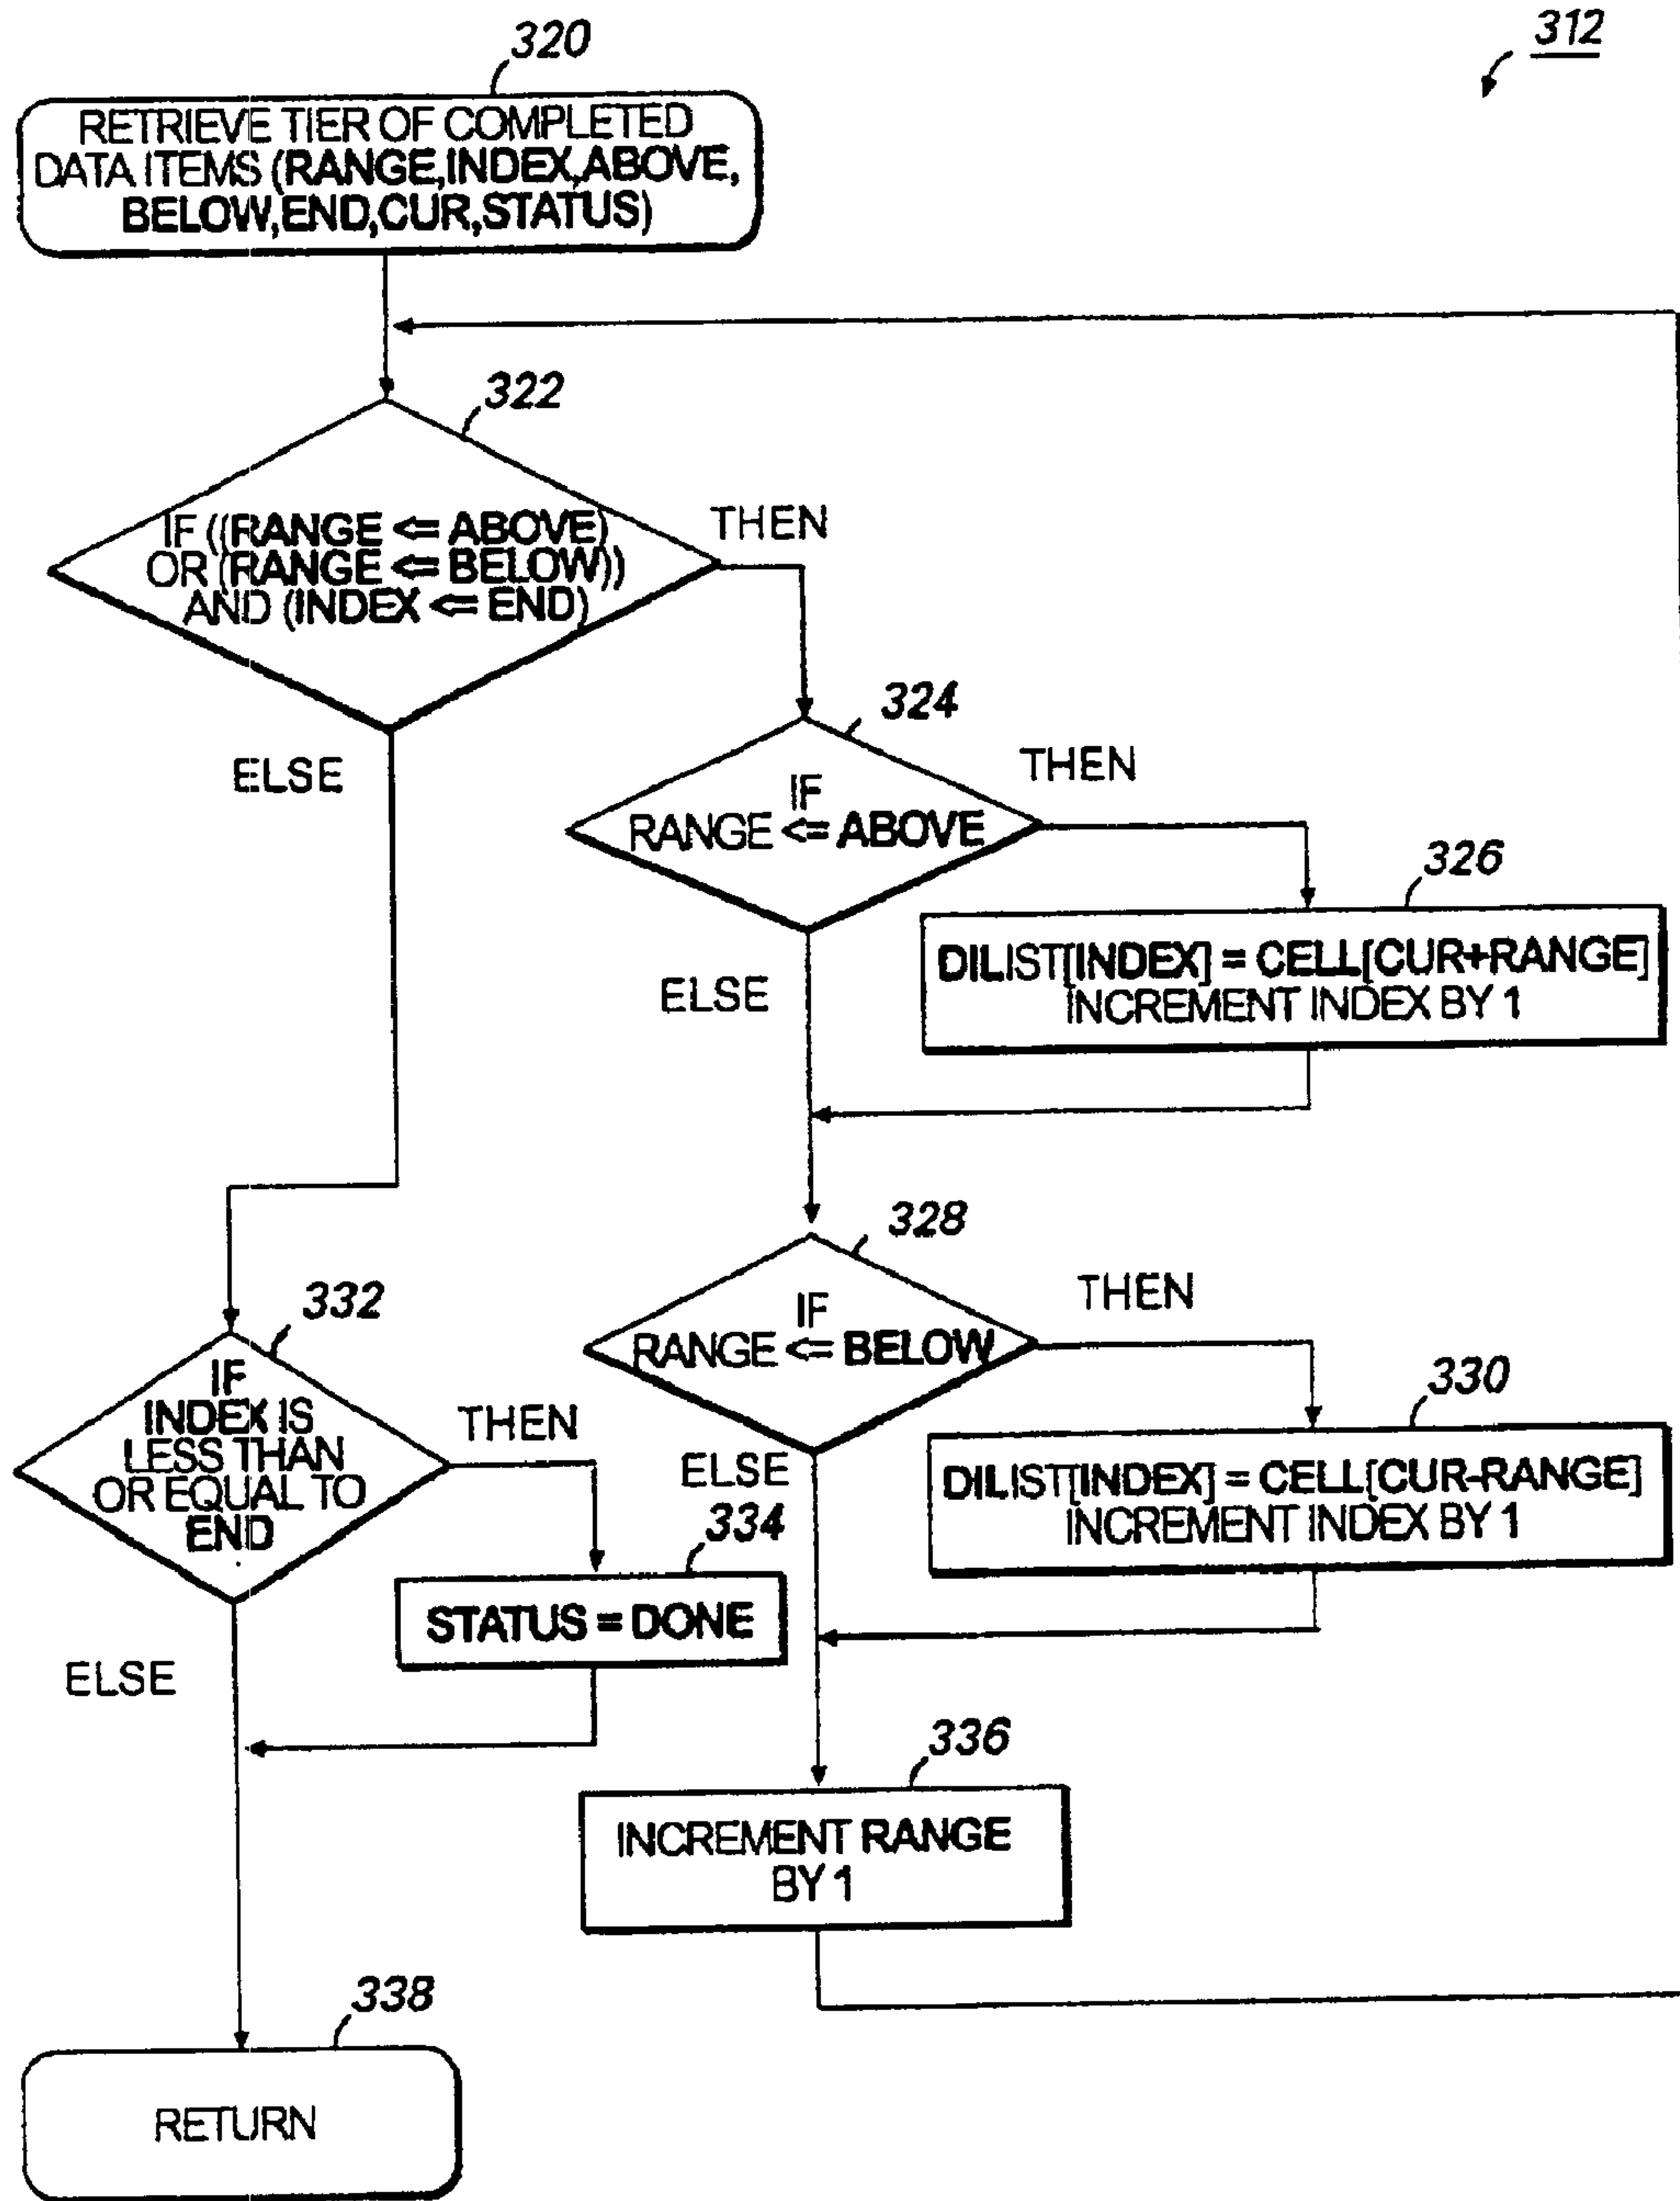 312
320
RETRIEVE TIER OF COMPLETED
DATA ITEMS (RANGE,INDEX,ABOVE,
BELOW,END,CUR,STATUS)
322
IF ((RANGE <= ABOVE)
OR (RANGE <= BELOW))
AND (INDEX <= END)
THEN
ELSE
324
IF
RANGE <= ABOVE
THEN
ELSE
326
DILIST[INDEX] = CELL[CUR+RANGE]
INCREMENT INDEX BY 1
328
IF
RANGE <= BELOW
THEN
ELSE
330
DILIST[INDEX] = CELL[CUR-RANGE]
INCREMENT INDEX BY 1
332
IF
INDEX IS
LESS THAN
OR EQUAL TO
END
THEN
ELSE
334
STATUS = DONE
336
INCREMENT RANGE
BY 1
338
RETURN